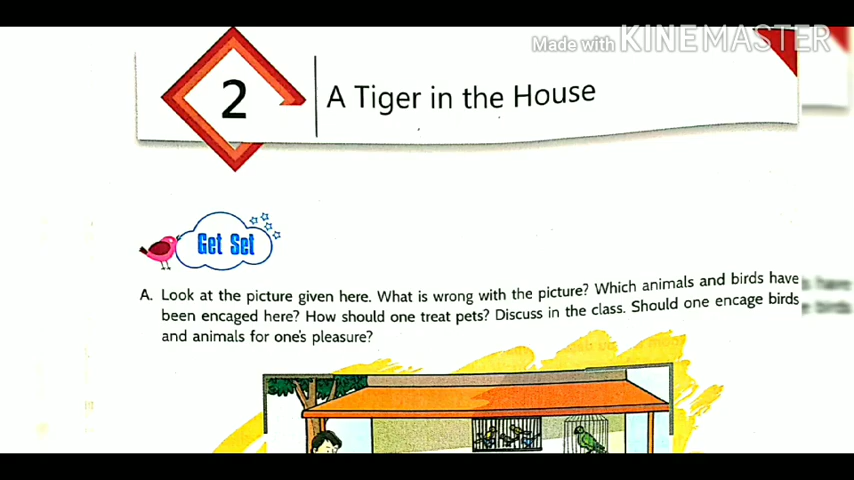 Made with KINEMASTER
2
A Tiger in the House
Get Set
A. Look at the picture given here. What is wrong with the picture? Which animals and birds have
been encaged here? How should one treat pets? Discuss in the class. Should one encage birds
and animals for one's pleasure?